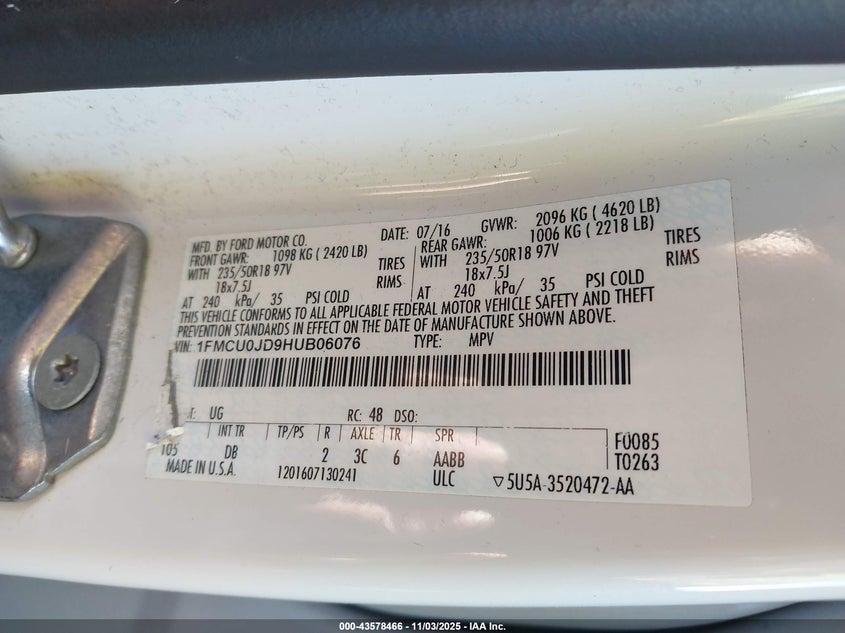 MFD. BY FORD MOTOR CO. DATE: 07/16 GVWR: 2096 KG ( 4620 LB)
FRONT GAWR: 1098 KG ( 2420 LB) REAR GAWR: 1006 KG ( 2218 LB)
WITH 235/50R18 97V TIRES WITH 235/50R18 97V TIRES
18x7.5J RIMS 18x7.5J RIMS
AT 240 kPa/ 35 PSI COLD AT 240 kPa/ 35 PSI COLD
THIS VEHICLE CONFORMS TO ALL APPLICABLE FEDERAL MOTOR VEHICLE SAFETY AND THEFT
PREVENTION STANDARDS IN EFFECT ON THE DATE OF MANUFACTURE SHOWN ABOVE.
VIN: 1FMCU0JD9HUB06076 TYPE: MPV
T: UG RC: 48 DSO:
INT TR TP/PS R AXLE TR SPR F0085
105 DB 2 3C 6 AABB T0263
MADE IN U.S.A. 1201607130241 ULC ▽5U5A-3520472-AA
000-43578466 - 11/03/2025 - IAA Inc.